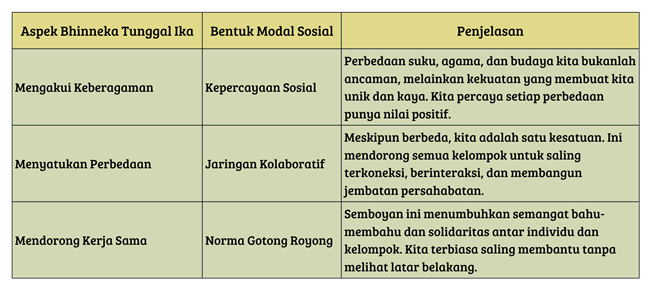 Aspek Bhinneka Tunggal Ika
Bentuk Modal Sosial
Penjelasan
Mengakui Keberagaman
Kepercayaan Sosial
Perbedaan suku, agama, dan budaya kita bukanlah
ancaman, melainkan kekuatan yang membuat kita
unik dan kaya. Kita percaya setiap perbedaan
punya nilai positif.
Menyatukan Perbedaan
Jaringan Kolaboratif
Meskipun berbeda, kita adalah satu kesatuan. Ini
mendorong semua kelompok untuk saling
terkoneksi, berinteraksi, dan membangun
jembatan persahabatan.
Mendorong Kerja Sama
Norma Gotong Royong
Semboyan ini menumbuhkan semangat bahu-
membahu dan solidaritas antar individu dan
kelompok. Kita terbiasa saling membantu tanpa
melihat latar belakang.